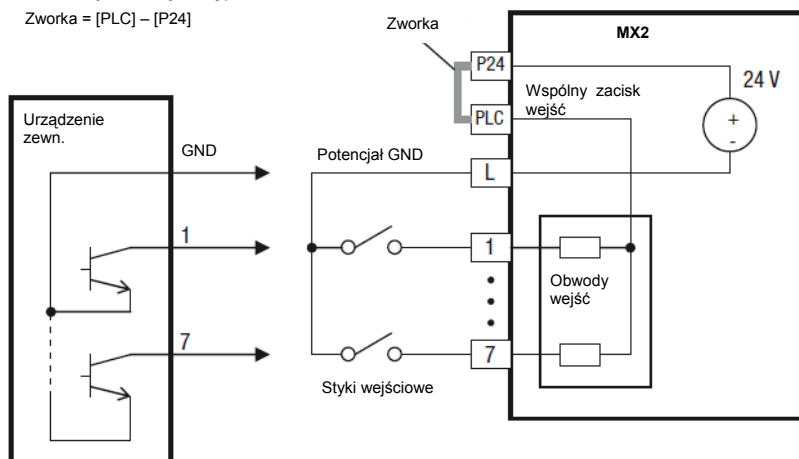 Zworka = [PLC] – [P24]
Zworka
MX2
P24
24 V
Wspólny zacisk
wejść
PLC
+
-
Urządzenie
zewn.
GND
Potencjał GND
L
1
1
Obwody
wejść
7
7
Styki wejściowe